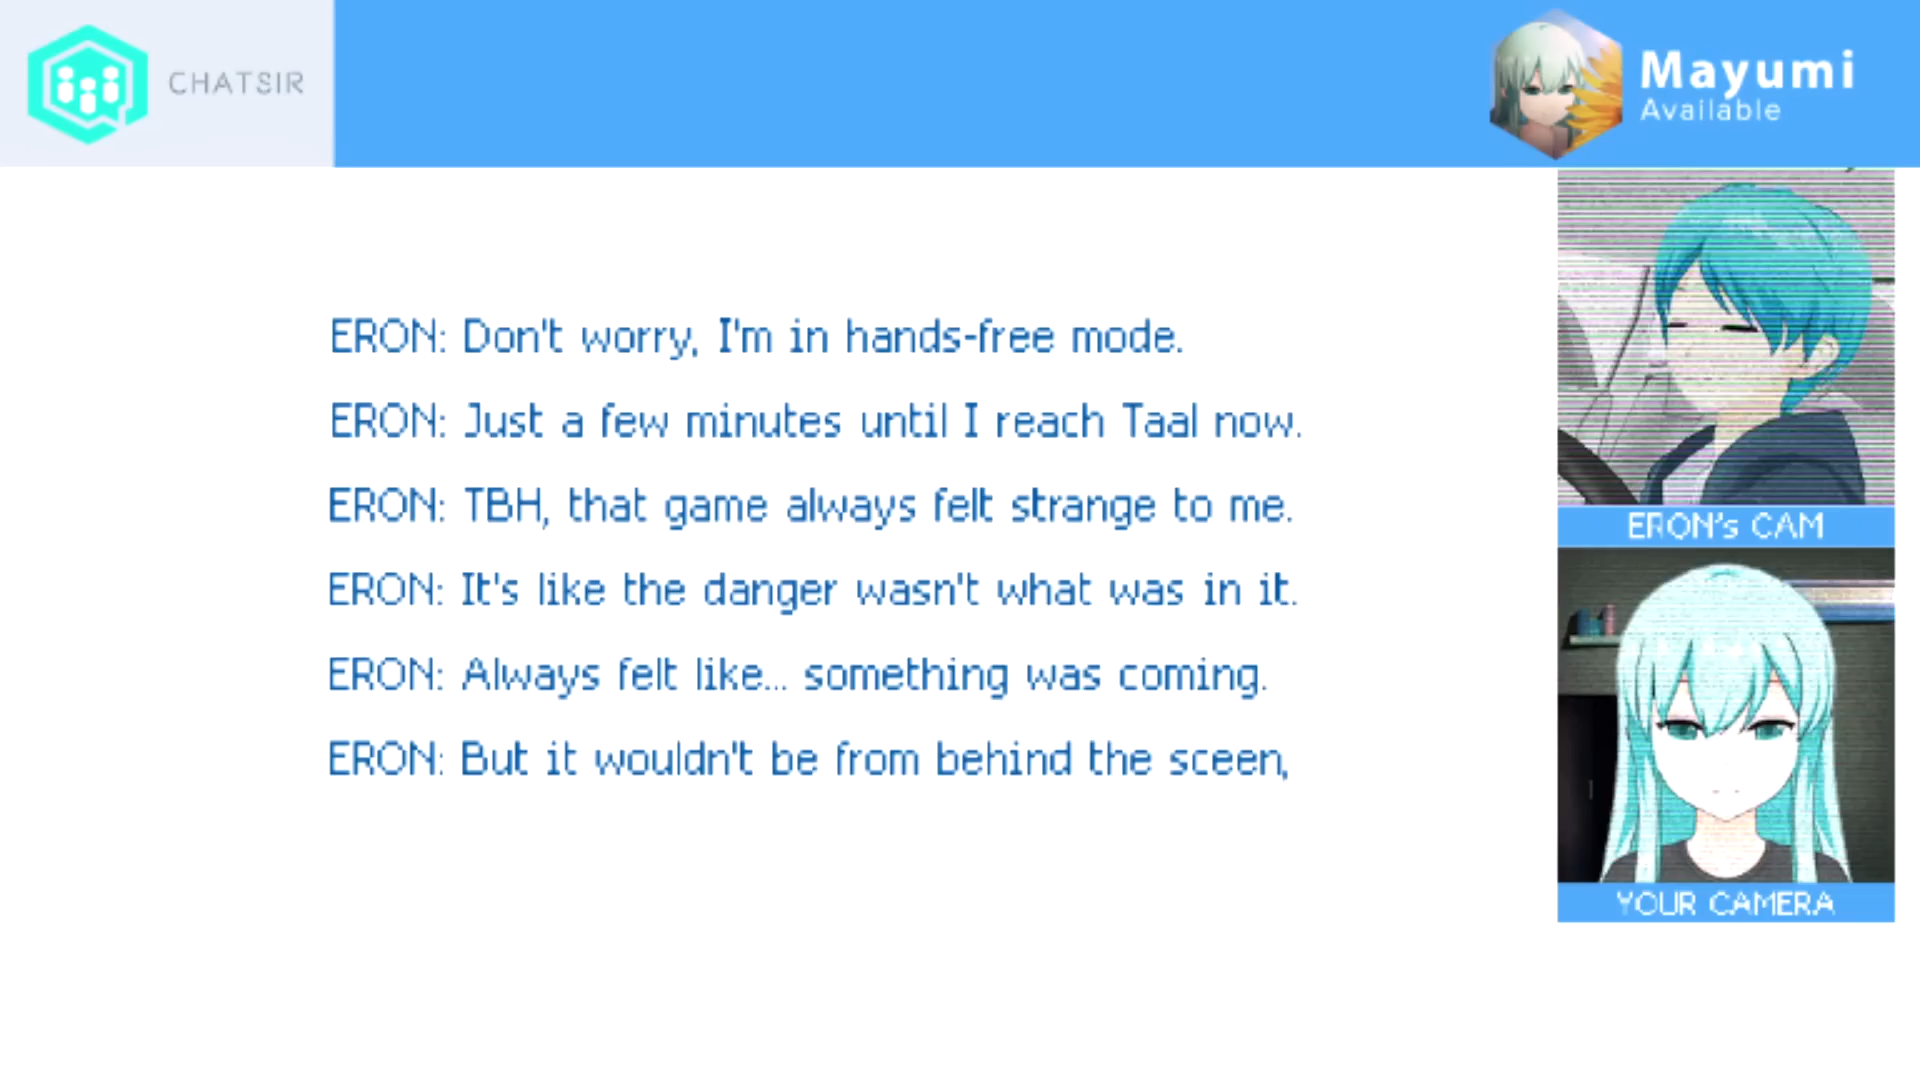 CHATSIR
Mayumi
Available
ERON: Don't worry, I'm in hands-free mode.
ERON: Just a few minutes until I reach Taal now.
ERON: TBH, that game always felt strange to me.
ERON: It's like the danger wasn't what was in it.
ERON: Always felt like... something was coming.
ERON: But it wouldn't be from behind the sceen,
ERON's CAM
YOUR CAMERA